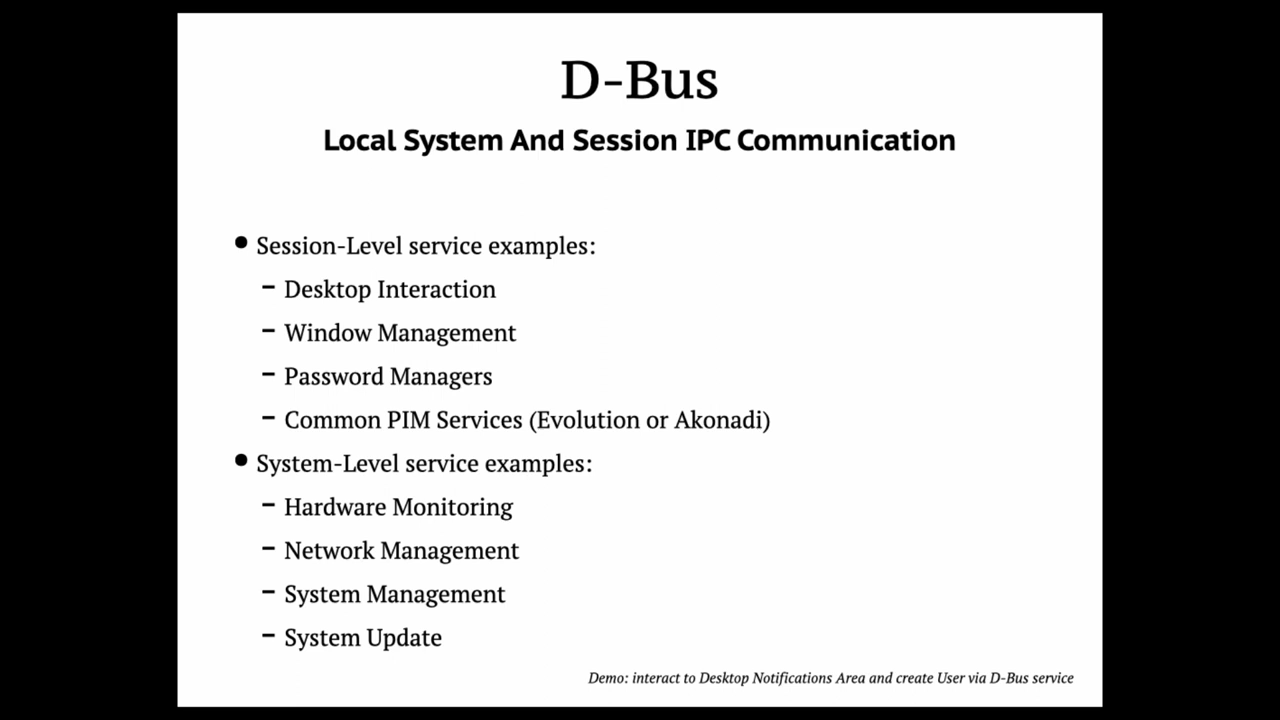 D-Bus
Local System And Session IPC Communication
• Session-Level service examples:
– Desktop Interaction
– Window Management
– Password Managers
– Common PIM Services (Evolution or Akonadi)
• System-Level service examples:
– Hardware Monitoring
– Network Management
– System Management
– System Update
Demo: interact to Desktop Notifications Area and create User via D-Bus service